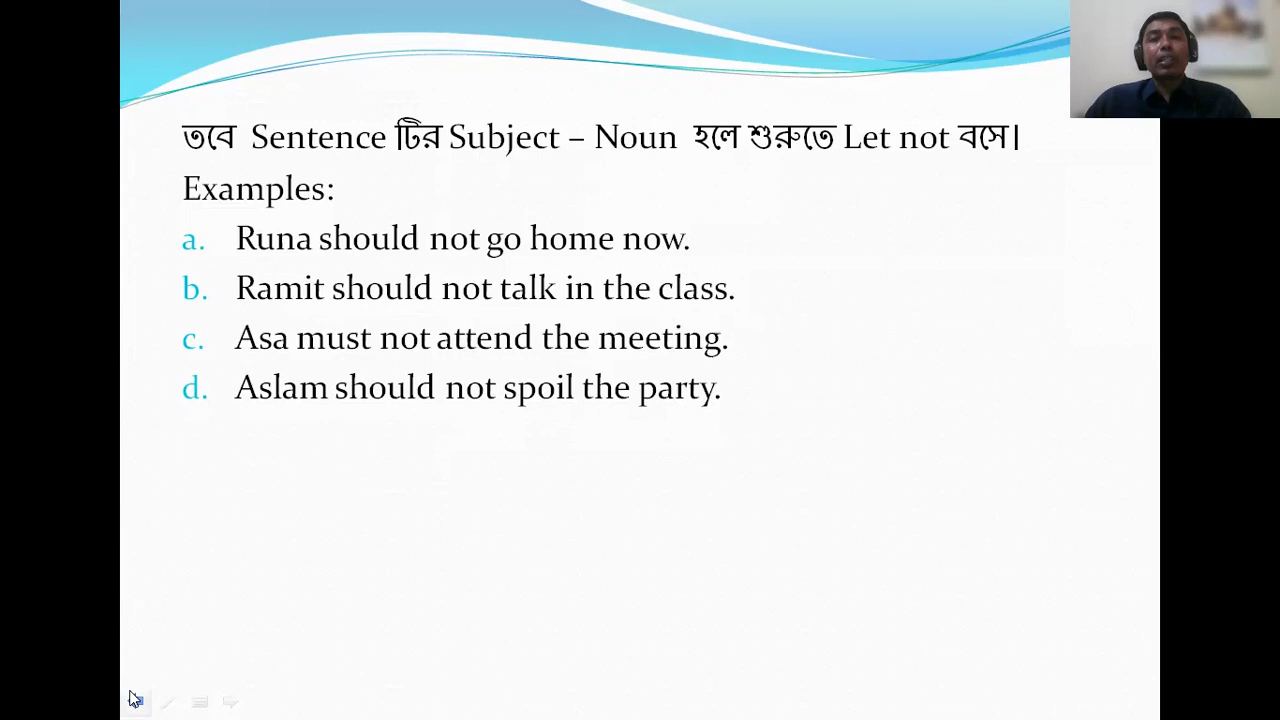 তবে Sentence টির Subject – Noun হলে শুরুতে Let not বসে।
Examples:
a. Runa should not go home now.
b. Ramit should not talk in the class.
c. Asa must not attend the meeting.
d. Aslam should not spoil the party.